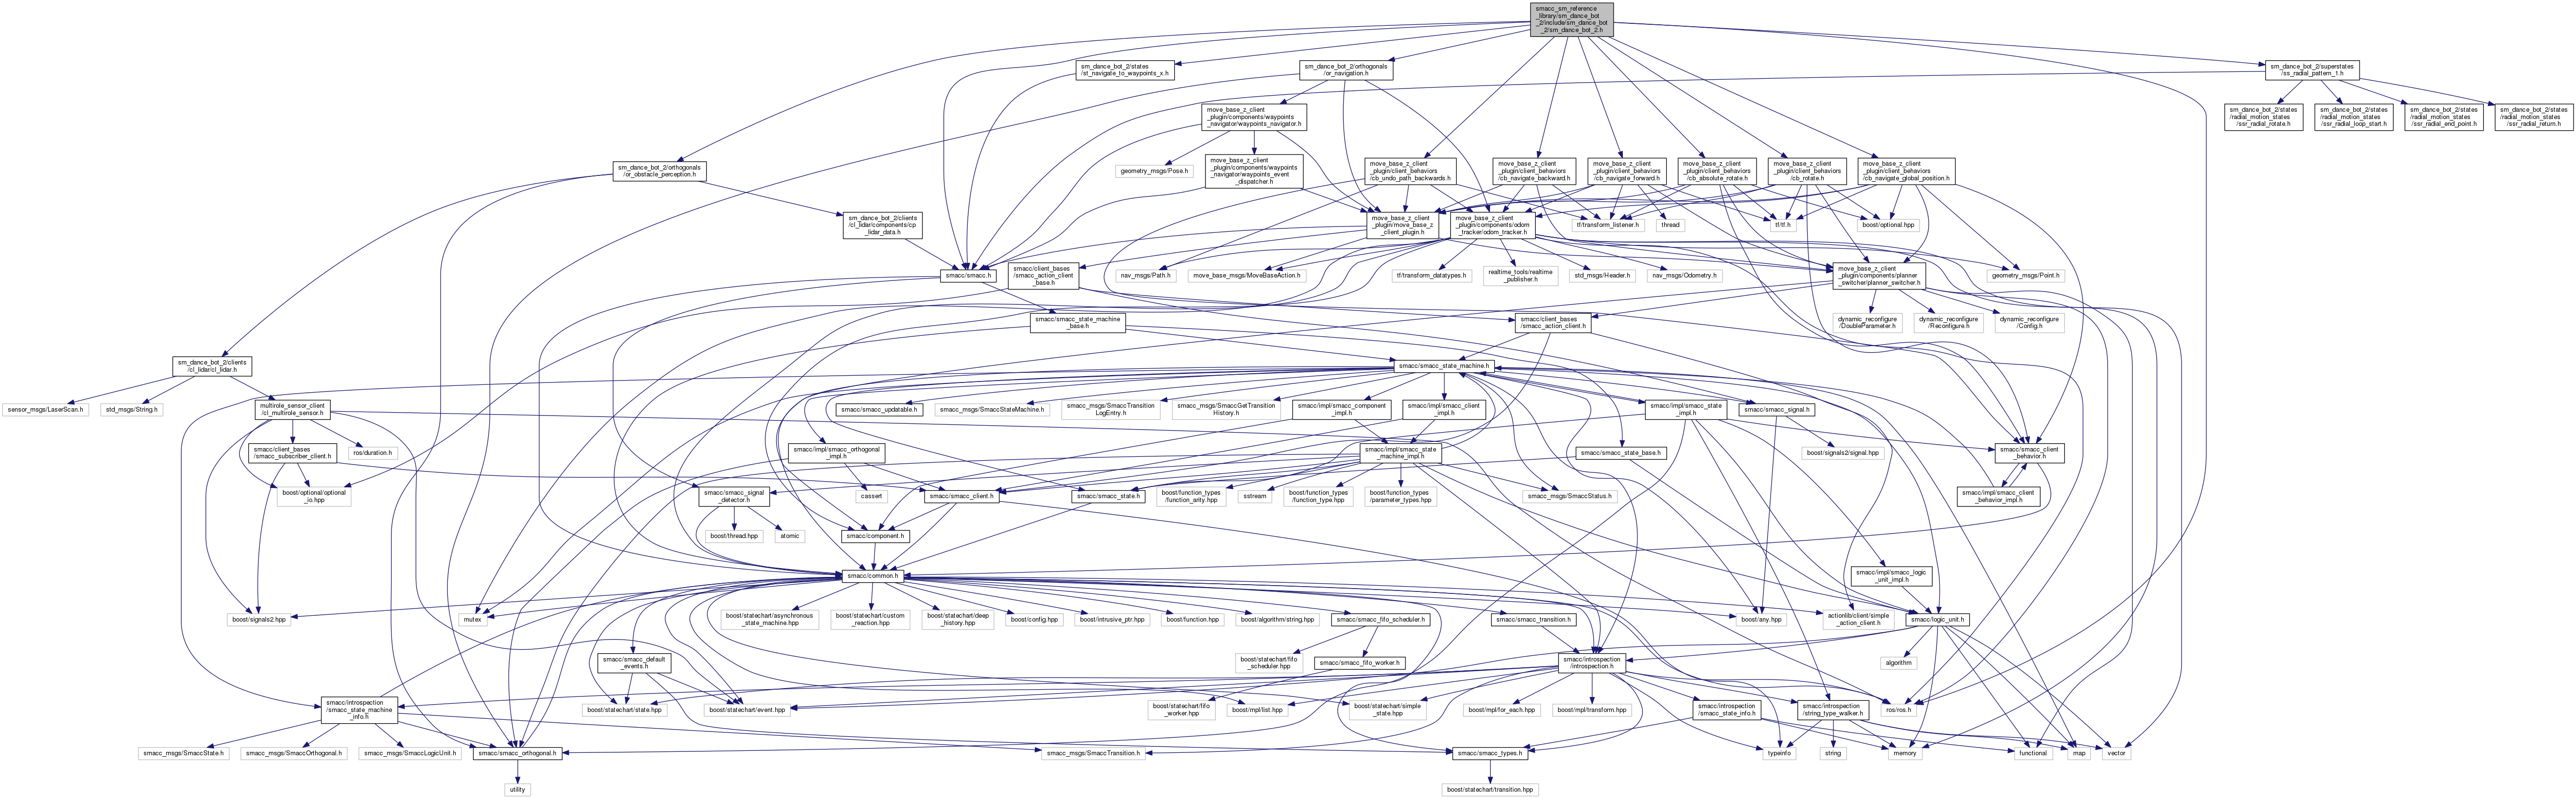 smacc_sm_reference
_library/sm_dance_bot
_2/include/sm_dance_bot
_2/sm_dance_bot_2.h
sm_dance_bot_2/states
/st_navigate_to_waypoints_x.h
sm_dance_bot_2/orthogonals
/or_navigation.h
sm_dance_bot_2/superstates
/ss_radial_pattern_1.h
move_base_z_client
_plugin/components/waypoints
_navigator/waypoints_navigator.h
sm_dance_bot_2/states
/radial_motion_states
/ssr_radial_rotate.h
sm_dance_bot_2/states
/radial_motion_states
/ssr_radial_loop_start.h
sm_dance_bot_2/states
/radial_motion_states
/ssr_radial_end_point.h
sm_dance_bot_2/states
/radial_motion_states
/ssr_radial_return.h
sm_dance_bot_2/orthogonals
/or_obstacle_perception.h
geometry_msgs/Pose.h
move_base_z_client
_plugin/components/waypoints
_navigator/waypoints_event
_dispatcher.h
move_base_z_client
_plugin/client_behaviors
/cb_undo_path_backwards.h
move_base_z_client
_plugin/client_behaviors
/cb_navigate_backward.h
move_base_z_client
_plugin/client_behaviors
/cb_navigate_forward.h
move_base_z_client
_plugin/client_behaviors
/cb_absolute_rotate.h
move_base_z_client
_plugin/client_behaviors
/cb_rotate.h
move_base_z_client
_plugin/client_behaviors
/cb_navigate_global_position.h
sm_dance_bot_2/clients
/cl_lidar/components/cp
_lidar_data.h
move_base_z_client
_plugin/move_base_z
_client_plugin.h
move_base_z_client
_plugin/components/odom
_tracker/odom_tracker.h
tf/transform_listener.h
thread
tf/tf.h
boost/optional.hpp
smacc/smacc.h
smacc/client_bases
/smacc_action_client
_base.h
nav_msgs/Path.h
move_base_msgs/MoveBaseAction.h
tf/transform_datatypes.h
realtime_tools/realtime
_publisher.h
std_msgs/Header.h
nav_msgs/Odometry.h
move_base_z_client
_plugin/components/planner
_switcher/planner_switcher.h
geometry_msgs/Point.h
smacc/smacc_state_machine
_base.h
smacc/client_bases
/smacc_action_client.h
dynamic_reconfigure
/DoubleParameter.h
dynamic_reconfigure
/Reconfigure.h
dynamic_reconfigure
/Config.h
sm_dance_bot_2/clients
/cl_lidar/cl_lidar.h
smacc/smacc_state_machine.h
sensor_msgs/LaserScan.h
std_msgs/String.h
multirole_sensor_client
/cl_multirole_sensor.h
smacc/smacc_updatable.h
smacc_msgs/SmaccStateMachine.h
smacc_msgs/SmaccTransition
LogEntry.h
smacc_msgs/SmaccGetTransition
History.h
smacc/impl/smacc_component
_impl.h
smacc/impl/smacc_client
_impl.h
smacc/impl/smacc_state
_impl.h
smacc/smacc_signal.h
smacc/client_bases
/smacc_subscriber_client.h
ros/duration.h
smacc/impl/smacc_orthogonal
_impl.h
smacc/impl/smacc_state
_machine_impl.h
smacc/smacc_state_base.h
boost/signals2/signal.hpp
smacc/smacc_client
_behavior.h
boost/optional/optional
_io.hpp
smacc/smacc_signal
_detector.h
cassert
smacc/smacc_client.h
smacc/smacc_state.h
boost/function_types
/function_arity.hpp
sstream
boost/function_types
/function_type.hpp
boost/function_types
/parameter_types.hpp
smacc_msgs/SmaccStatus.h
smacc/impl/smacc_client
_behavior_impl.h
boost/thread.hpp
atomic
smacc/component.h
smacc/common.h
smacc/impl/smacc_logic
_unit_impl.h
boost/signals2.hpp
mutex
boost/statechart/asynchronous
_state_machine.hpp
boost/statechart/custom
_reaction.hpp
boost/statechart/deep
_history.hpp
boost/config.hpp
boost/intrusive_ptr.hpp
boost/function.hpp
boost/algorithm/string.hpp
smacc/smacc_fifo_scheduler.h
smacc/smacc_transition.h
boost/any.hpp
actionlib/client/simple
_action_client.h
smacc/logic_unit.h
smacc/smacc_default
_events.h
boost/statechart/fifo
_scheduler.hpp
smacc/smacc_fifo_worker.h
smacc/introspection
/introspection.h
algorithm
smacc/introspection
/smacc_state_machine
_info.h
boost/statechart/state.hpp
boost/statechart/event.hpp
boost/statechart/fifo
_worker.hpp
boost/mpl/list.hpp
boost/statechart/simple
_state.hpp
boost/mpl/for_each.hpp
boost/mpl/transform.hpp
smacc/introspection
/smacc_state_info.h
smacc/introspection
/string_type_walker.h
ros/ros.h
smacc_msgs/SmaccState.h
smacc_msgs/SmaccOrthogonal.h
smacc_msgs/SmaccLogicUnit.h
smacc/smacc_orthogonal.h
smacc_msgs/SmaccTransition.h
smacc/smacc_types.h
typeinfo
string
memory
functional
map
vector
utility
boost/statechart/transition.hpp